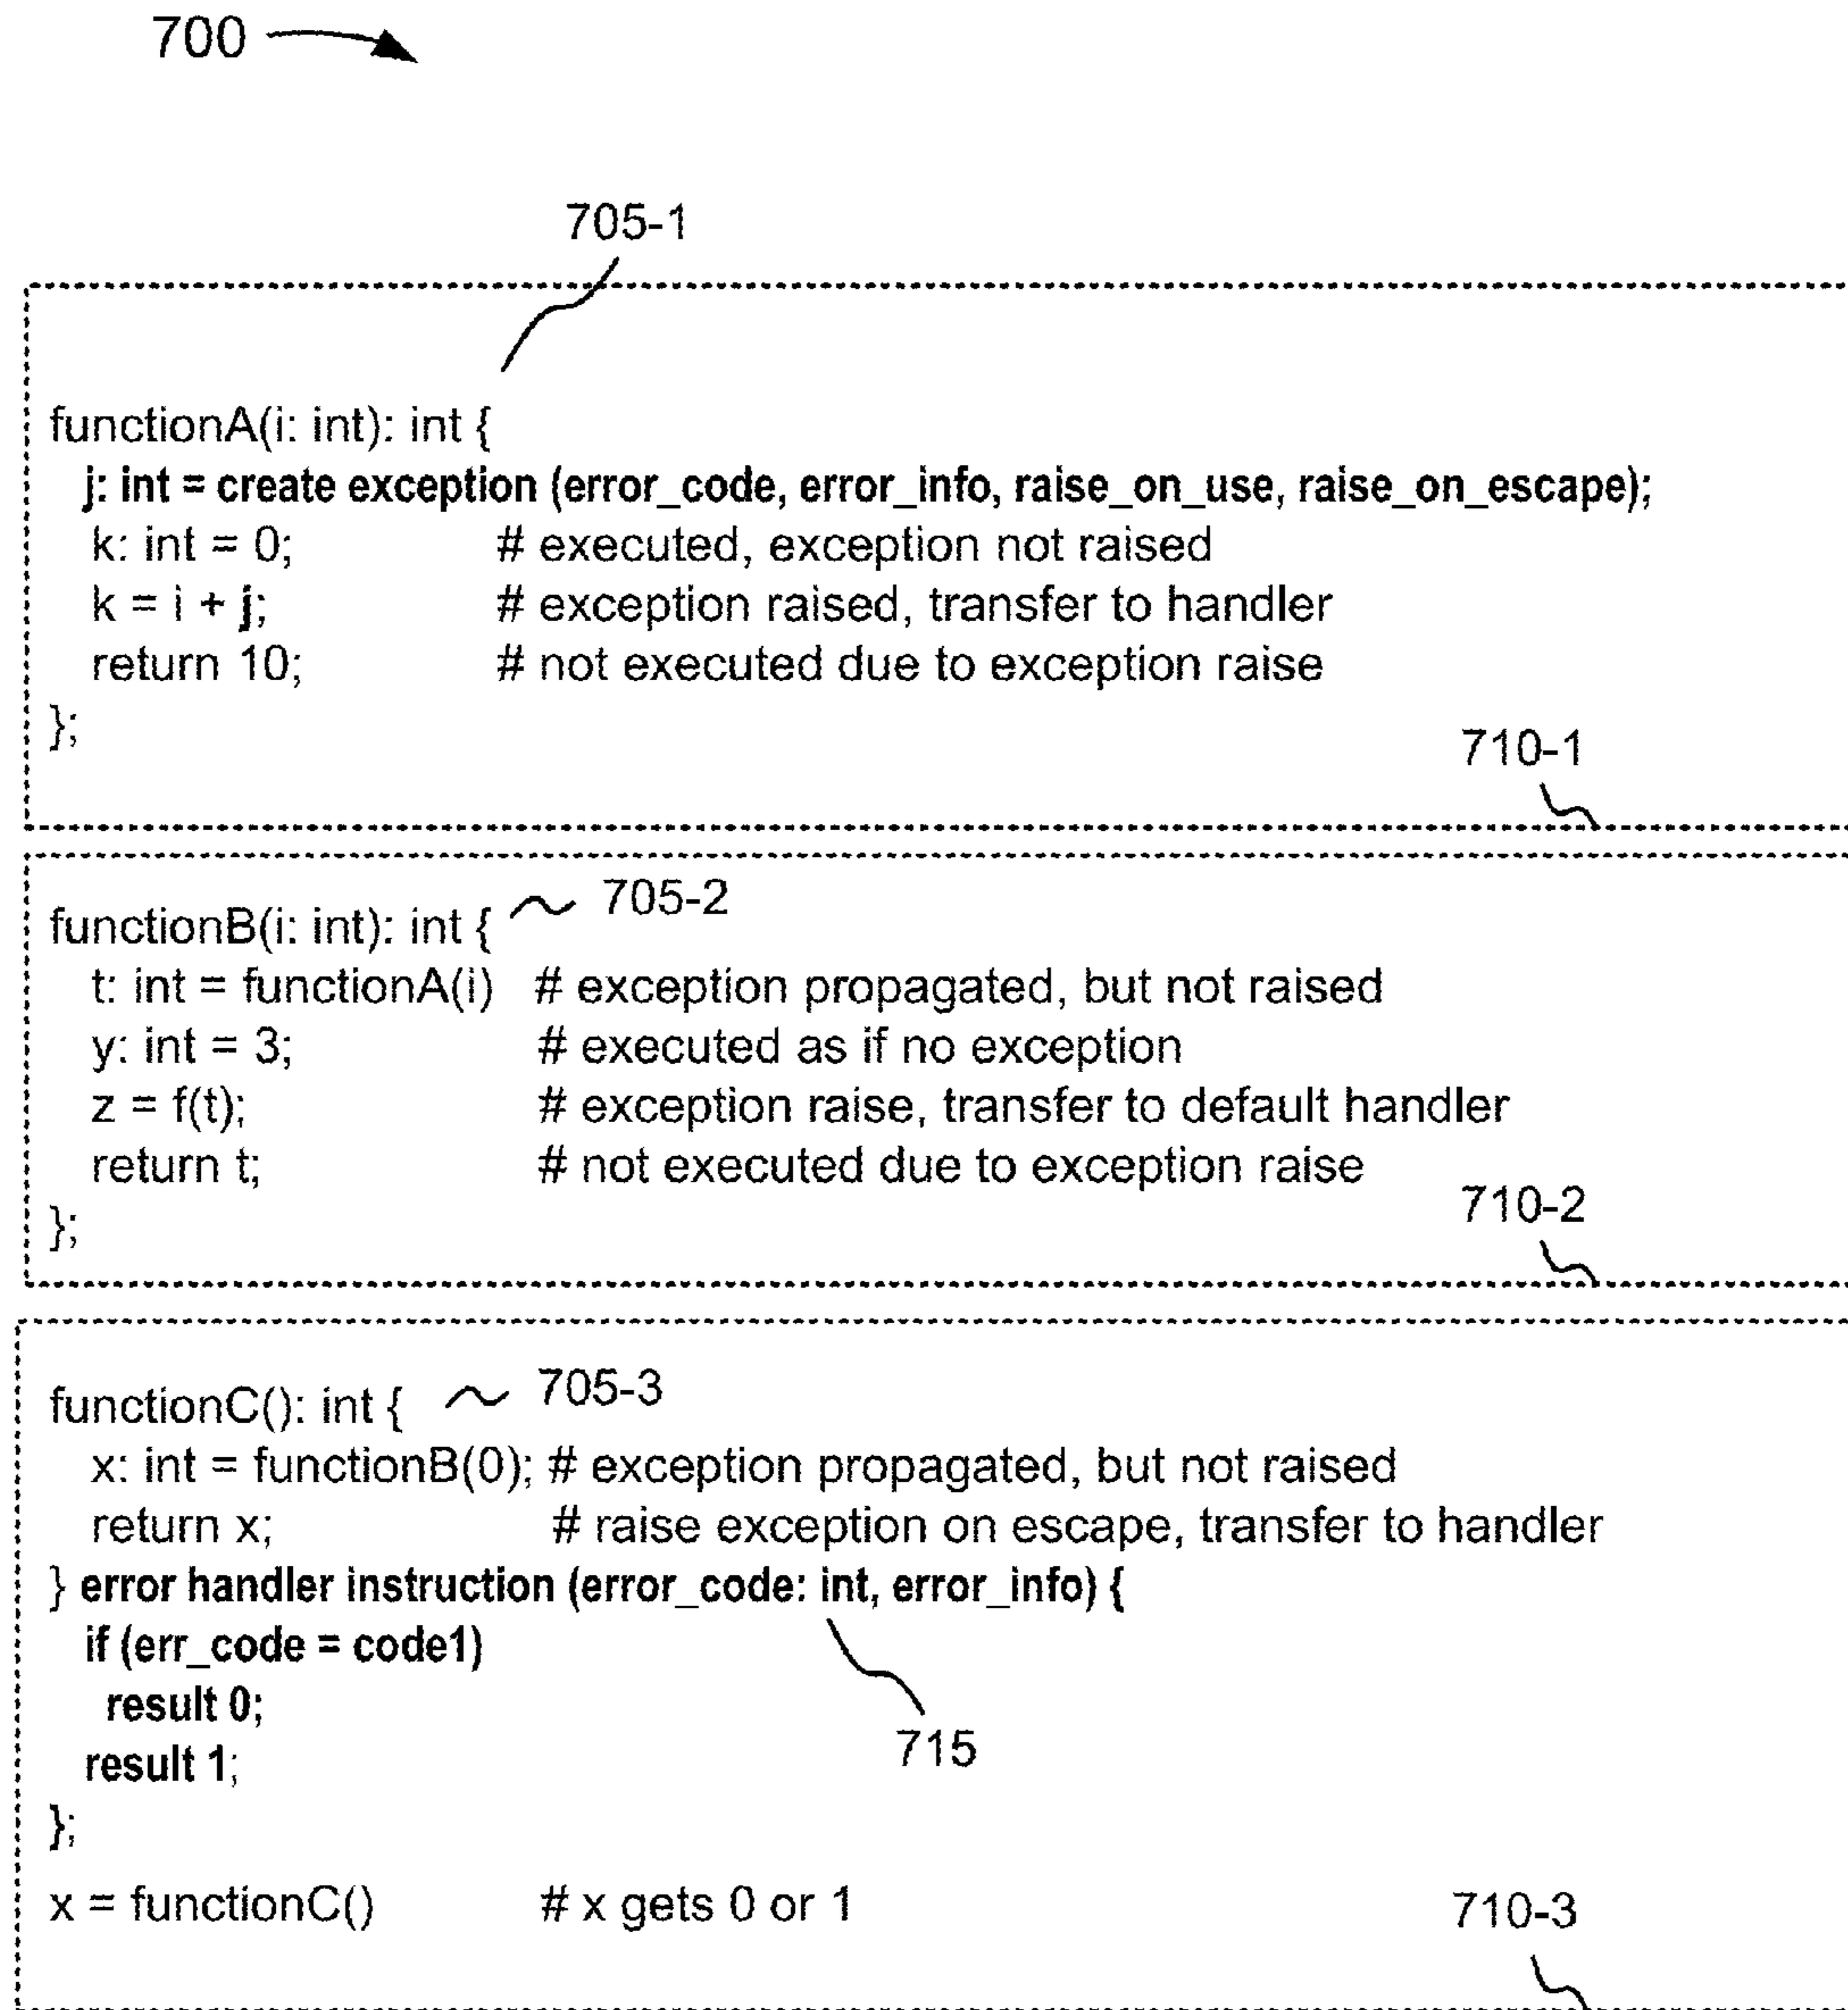 700
705-1
functionA(i: int): int {
j: int = create exception (error_code, error_info, raise_on_use, raise_on_escape);
k: int = 0; # executed, exception not raised
k = i + j; # exception raised, transfer to handler
return 10; # not executed due to exception raise
};
710-1
functionB(i: int): int { 705-2
t: int = functionA(i) # exception propagated, but not raised
y: int = 3; # executed as if no exception
z = f(t); # exception raise, transfer to default handler
return t; # not executed due to exception raise
};
710-2
functionC(): int { 705-3
x: int = functionB(0); # exception propagated, but not raised
return x; # raise exception on escape, transfer to handler
} error handler instruction (error_code: int, error_info) {
if (err_code = code1)
result 0;
result 1;
715
};
x = functionC() # x gets 0 or 1
710-3